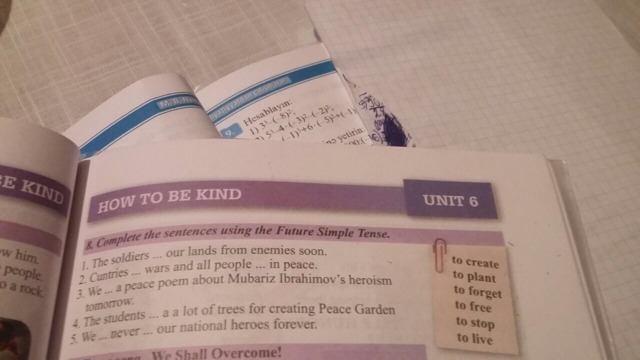 Hesablayın:
9.
E KIND
HOW TO BE KIND
UNIT 6
8. Complete the sentences using the Future Simple Tense.
1. The soldiers ... our lands from enemies soon.
2. Cuntries ... wars and all people ... in peace.
3. We ... a peace poem about Mubariz Ibrahimov's heroism
tomorrow.
4. The students ... a a lot of trees for creating Peace Garden
5. We ... never ... our national heroes forever.
to create
to plant
to forget
to free
to stop
to live
him.
people.
a rock.
We Shall Overcome!